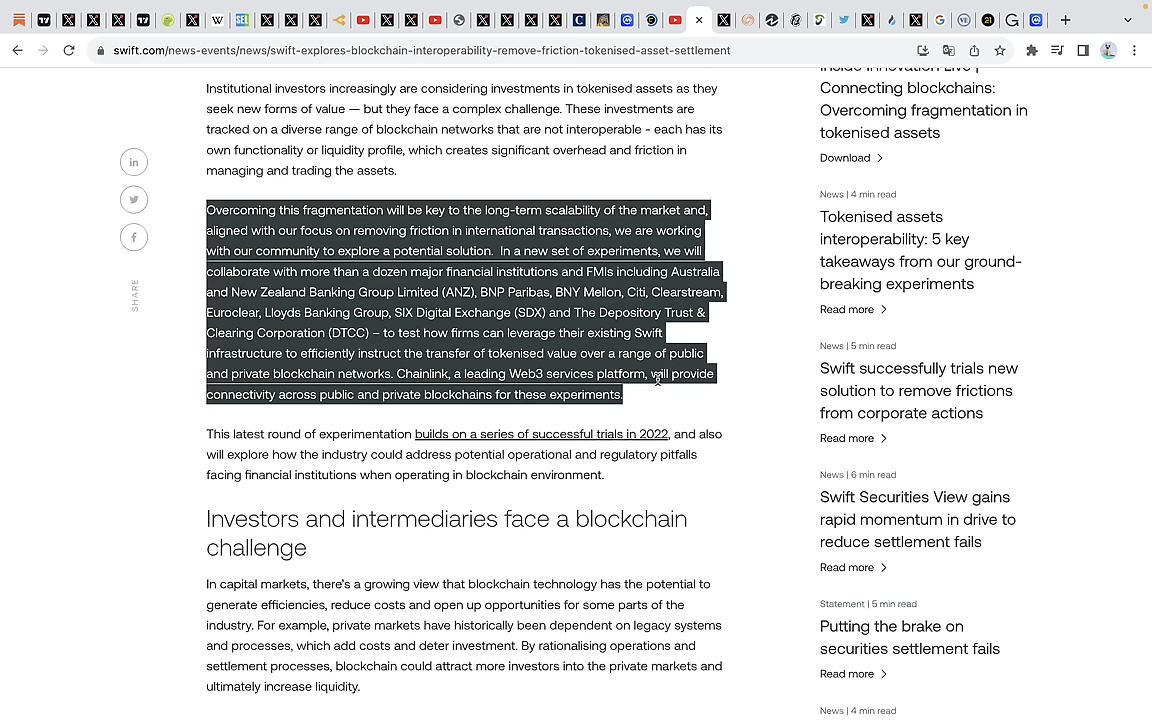 swift.com/news-events/news/swift-explores-blockchain-interoperability-remove-friction-tokenised-asset-settlement
Institutional investors increasingly are considering investments in tokenised assets as they
seek new forms of value — but they face a complex challenge. These investments are
tracked on a diverse range of blockchain networks that are not interoperable - each has its
own functionality or liquidity profile, which creates significant overhead and friction in
managing and trading the assets.
SHARE
Overcoming this fragmentation will be key to the long-term scalability of the market and,
aligned with our focus on removing friction in international transactions, we are working
with our community to explore a potential solution.  In a new set of experiments, we will
collaborate with more than a dozen major financial institutions and FMIs including Australia
and New Zealand Banking Group Limited (ANZ), BNP Paribas, BNY Mellon, Citi, Clearstream,
Euroclear, Lloyds Banking Group, SIX Digital Exchange (SDX) and The Depository Trust &
Clearing Corporation (DTCC) – to test how firms can leverage their existing Swift
infrastructure to efficiently instruct the transfer of tokenised value over a range of public
and private blockchain networks. Chainlink, a leading Web3 services platform, will provide
connectivity across public and private blockchains for these experiments.
This latest round of experimentation builds on a series of successful trials in 2022, and also
will explore how the industry could address potential operational and regulatory pitfalls
facing financial institutions when operating in blockchain environment.
Investors and intermediaries face a blockchain
challenge
In capital markets, there's a growing view that blockchain technology has the potential to
generate efficiencies, reduce costs and open up opportunities for some parts of the
industry. For example, private markets have historically been dependent on legacy systems
and processes, which add costs and deter investment. By rationalising operations and
settlement processes, blockchain could attract more investors into the private markets and
ultimately increase liquidity.
Inside Innovation Live |
Connecting blockchains:
Overcoming fragmentation in
tokenised assets
Download
News | 4 min read
Tokenised assets
interoperability: 5 key
takeaways from our ground-
breaking experiments
Read more
News | 5 min read
Swift successfully trials new
solution to remove frictions
from corporate actions
Read more
News | 6 min read
Swift Securities View gains
rapid momentum in drive to
reduce settlement fails
Read more
Statement | 5 min read
Putting the brake on
securities settlement fails
Read more
News | 4 min read